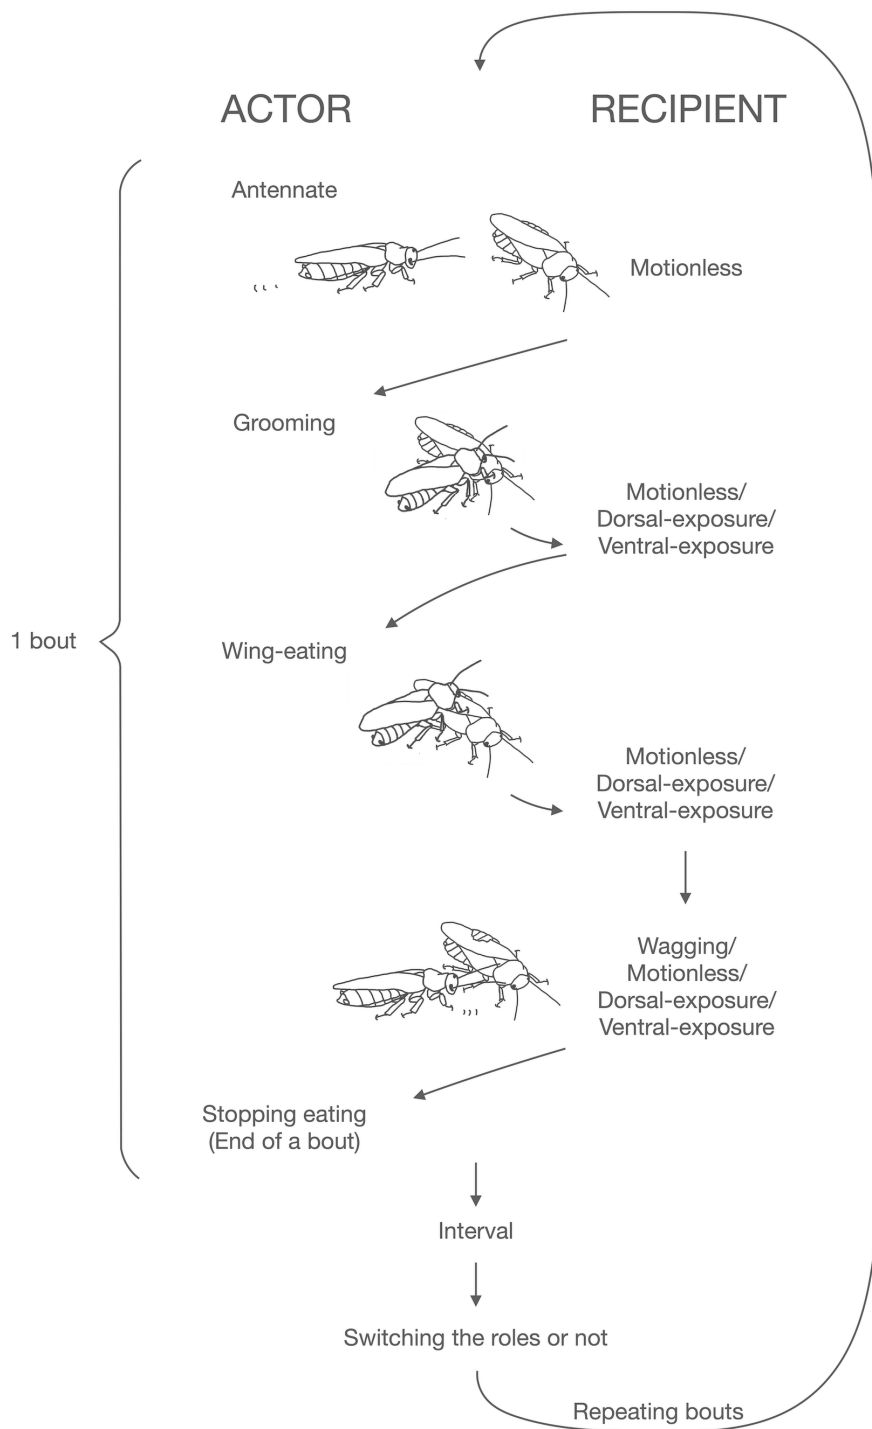 ACTOR
RECIPIENT
Antennate
Motionless
Grooming
Motionless/
Dorsal-exposure/
Ventral-exposure
1 bout
Wing-eating
Motionless/
Dorsal-exposure/
Ventral-exposure
Wagging/
Motionless/
Dorsal-exposure/
Ventral-exposure
Stopping eating
(End of a bout)
Interval
Switching the roles or not
Repeating bouts